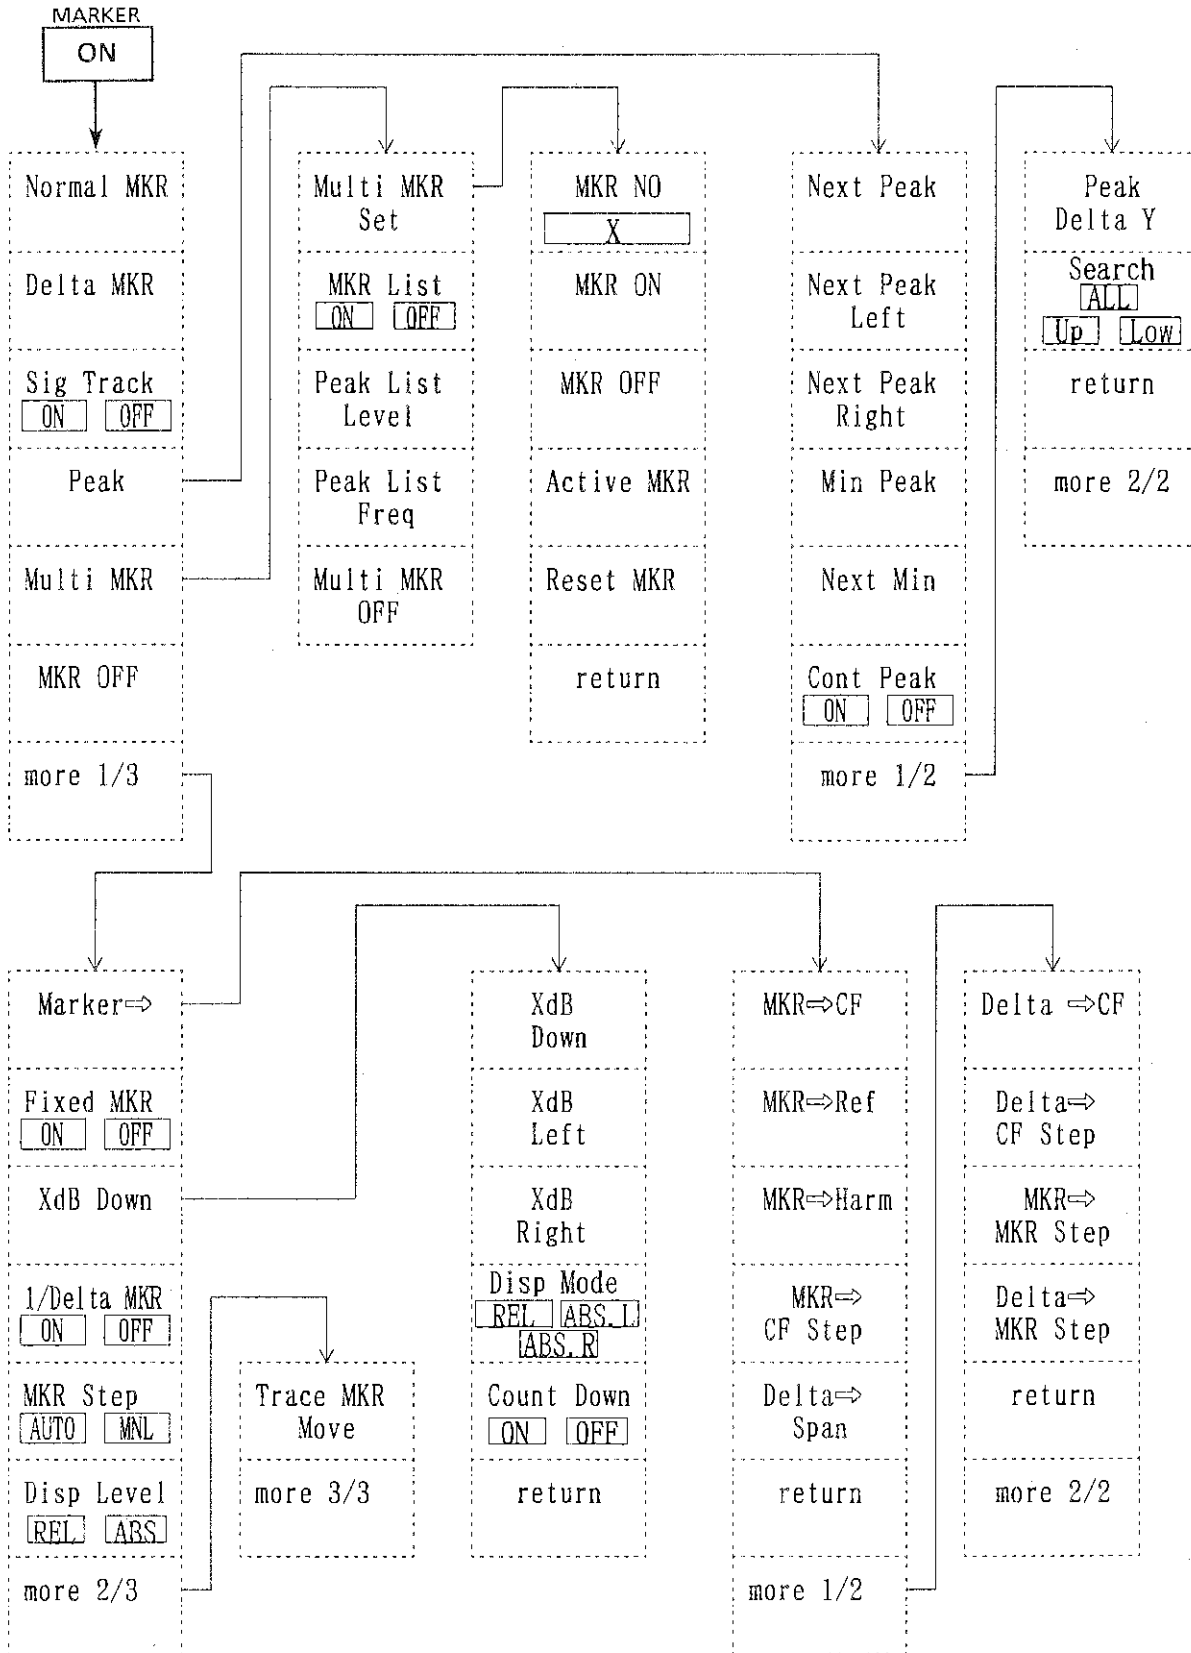 MARKER
ON
Normal MKR
Delta MKR
Sig Track
ON OFF
Peak
Multi MKR
MKR OFF
more 1/3
Multi MKR
Set
MKR List
ON OFF
Peak List
Level
Peak List
Freq
Multi MKR
OFF
MKR NO
X
MKR ON
MKR OFF
Active MKR
Reset MKR
return
Next Peak
Next Peak
Left
Next Peak
Right
Min Peak
Next Min
Cont Peak
ON OFF
more 1/2
Peak
Delta Y
Search
ALL
Up Low
return
more 2/2
Marker⇨
Fixed MKR
ON OFF
XdB Down
1/Delta MKR
ON OFF
MKR Step
AUTO MNL
Disp Level
REL ABS
more 2/3
Trace MKR
Move
more 3/3
XdB
Down
XdB
Left
XdB
Right
Disp Mode
REL ABS.L
ABS.R
Count Down
ON OFF
return
MKR⇨CF
MKR⇨Ref
MKR⇨Harm
MKR⇨
CF Step
Delta⇨
Span
return
more 1/2
Delta ⇨CF
Delta⇨
CF Step
MKR⇨
MKR Step
Delta⇨
MKR Step
return
more 2/2